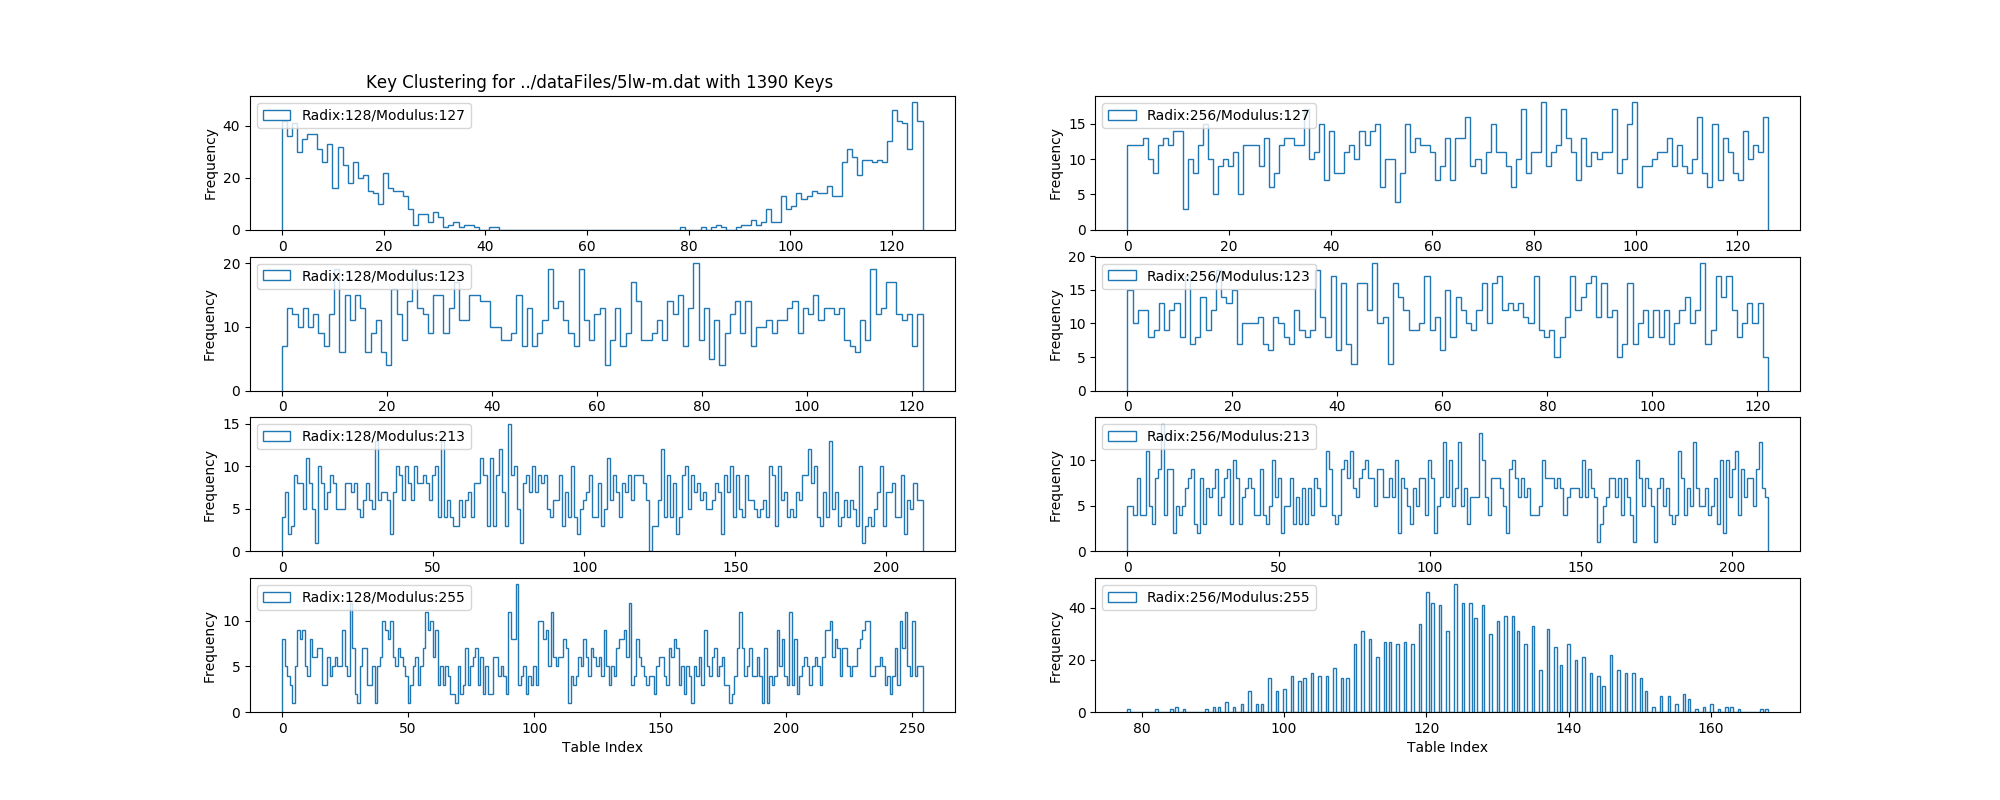 Key Clustering for ../dataFiles/5lw-m.dat with 1390 Keys
Radix:128/Modulus:127
Frequency
40
20
0
0 20 40 60 80 100 120
Radix:256/Modulus:127
Frequency
15
10
5
0
0 20 40 60 80 100 120
Radix:128/Modulus:123
Frequency
20
10
0
0 20 40 60 80 100 120
Radix:256/Modulus:123
Frequency
20
15
10
5
0
0 20 40 60 80 100 120
Radix:128/Modulus:213
Frequency
15
10
5
0
0 50 100 150 200
Radix:256/Modulus:213
Frequency
10
5
0
0 50 100 150 200
Radix:128/Modulus:255
Frequency
10
5
0
0 50 100 150 200 250
Table Index
Radix:256/Modulus:255
Frequency
40
20
0
80 100 120 140 160
Table Index